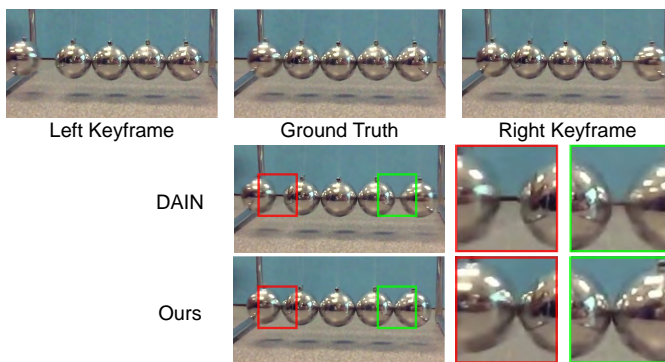 Left Keyframe
Ground Truth
Right Keyframe
DAIN
Ours